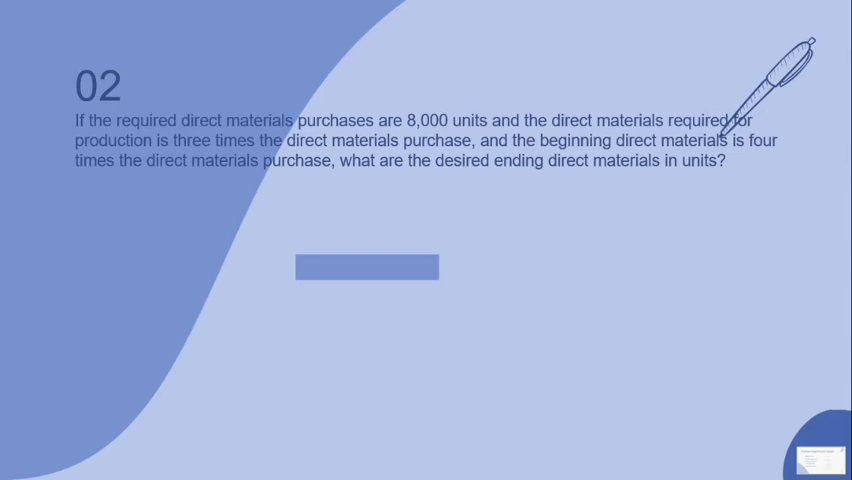 02
If the required direct materials purchases are 8,000 units and the direct materials required for
production is three times the direct materials purchase, and the beginning direct materials is four
times the direct materials purchase, what are the desired ending direct materials in units?